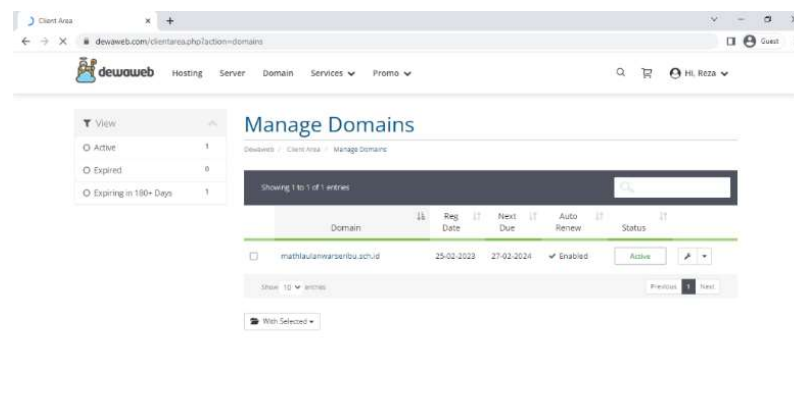 Client Area
dewaweb.com/clientarea.php?action=domains
Guest
dewaweb Hosting Server Domain Services Promo Hi, Reza
View
Active 1
Expired 0
Expiring in 180+ Days 1
Manage Domains
Dewaweb / Client Area / Manage Domains
Showing 1 to 1 of 1 entries
Domain Reg Date Next Due Auto Renew Status
mathlaulanwarseribu.sch.id 25-02-2023 27-02-2024 Enabled Active
Show 10 entries Previous 1 Next
With Selected